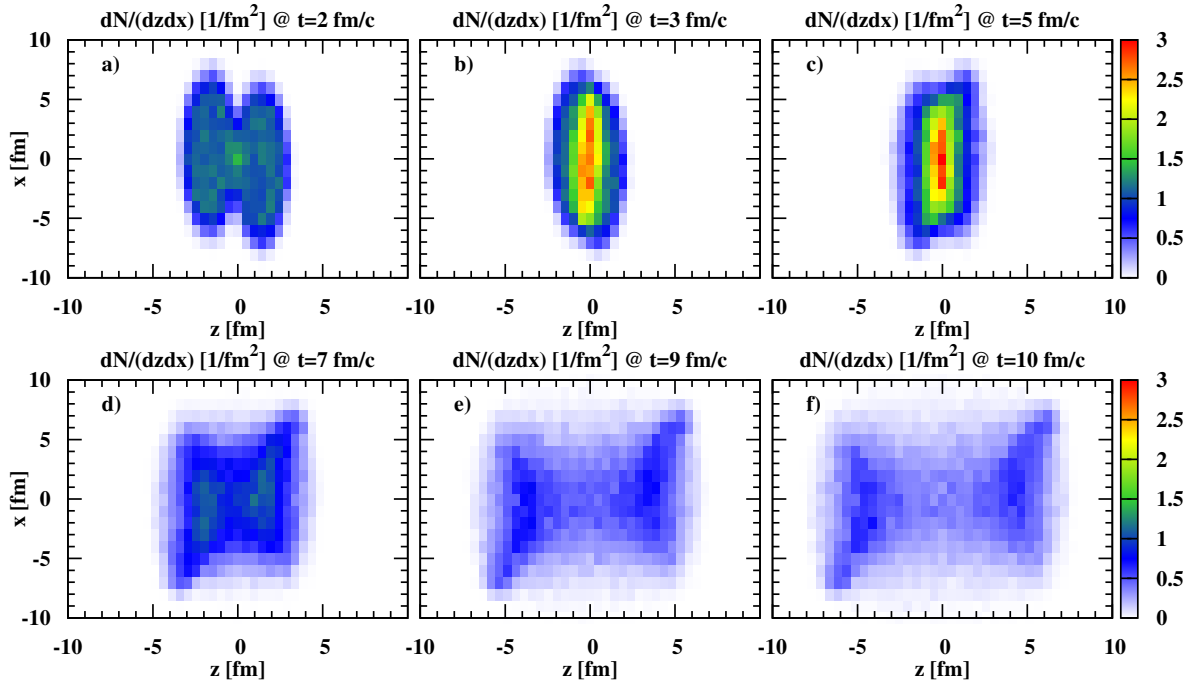 dN/(dzdx) [1/fm²] @ t=2 fm/c dN/(dzdx) [1/fm²] @ t=3 fm/c dN/(dzdx) [1/fm²] @ t=5 fm/c
10 a) b) c) 3
2.5
5
2
x [fm] 0 1.5
1
-5
0.5
-10 0
-10 -5 0 5 -10 -5 0 5 -10 -5 0 5 10
z [fm] z [fm] z [fm]
dN/(dzdx) [1/fm²] @ t=7 fm/c dN/(dzdx) [1/fm²] @ t=9 fm/c dN/(dzdx) [1/fm²] @ t=10 fm/c
10 d) e) f) 3
2.5
5
2
x [fm] 0 1.5
1
-5
0.5
-10 0
-10 -5 0 5 -10 -5 0 5 -10 -5 0 5 10
z [fm] z [fm] z [fm]